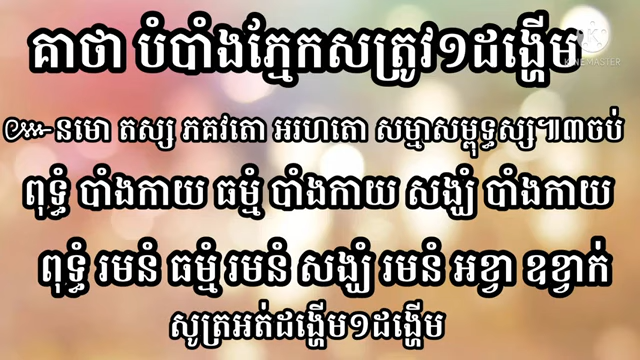 គាថា បំបាំងភ្នែកសត្រូវ១ដង្ហើម
KINEMASTER
នមោ តស្ស ភគវតោ អរហតោ សម្មាសម្ពុទ្ធស្ស៕៣ចប់
ពុទ្ធំ បាំងកាយ ធម្មំ បាំងកាយ សង្ឃំ បាំងកាយ
ពុទ្ធំ រមនំ ធម្មំ រមនំ សង្ឃំ រមនំ អខ្វា ឧខ្វាក់
សូត្រអត់ដង្ហើម១ដង្ហើម